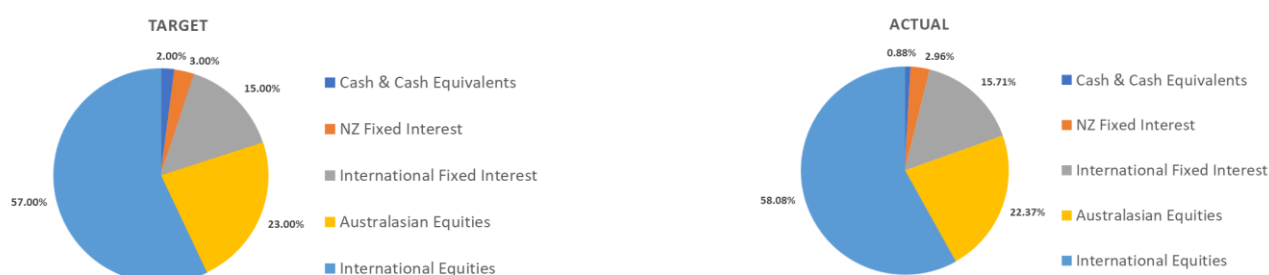 TARGET
2.00%
3.00%
15.00%
23.00%
57.00%
Cash & Cash Equivalents
NZ Fixed Interest
International Fixed Interest
Australasian Equities
International Equities
ACTUAL
0.88%
2.96%
15.71%
22.37%
58.08%
Cash & Cash Equivalents
NZ Fixed Interest
International Fixed Interest
Australasian Equities
International Equities